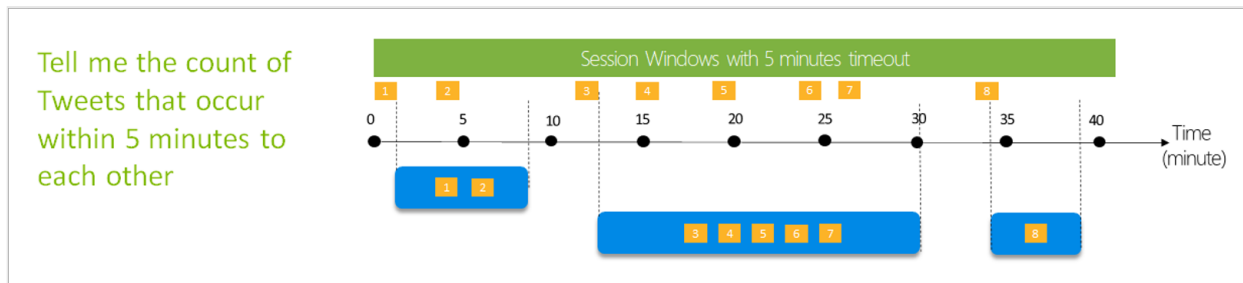 Tell me the count of
Tweets that occur
within 5 minutes to
each other
Session Windows with 5 minutes timeout
1 2 3 4 5 6 7 8
0 5 10 15 20 25 30 35 40
Time
(minute)
1 2
3 4 5 6 7
8